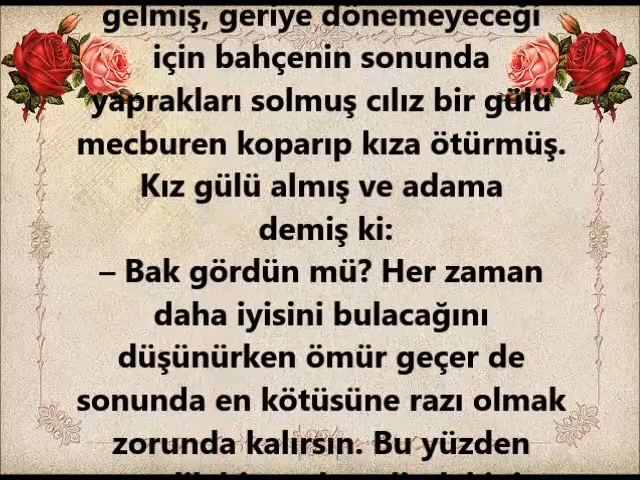 gelmiş, geriye dönemeyeceği
için bahçenin sonunda
yaprakları solmuş cılız bir gülü
mecburen koparıp kıza ötürmüş.
Kız gülü almış ve adama
demiş ki:
– Bak gördün mü? Her zaman
daha iyisini bulacağını
düşünürken ömür geçer de
sonunda en kötüsüne razı olmak
zorunda kalırsın. Bu yüzden